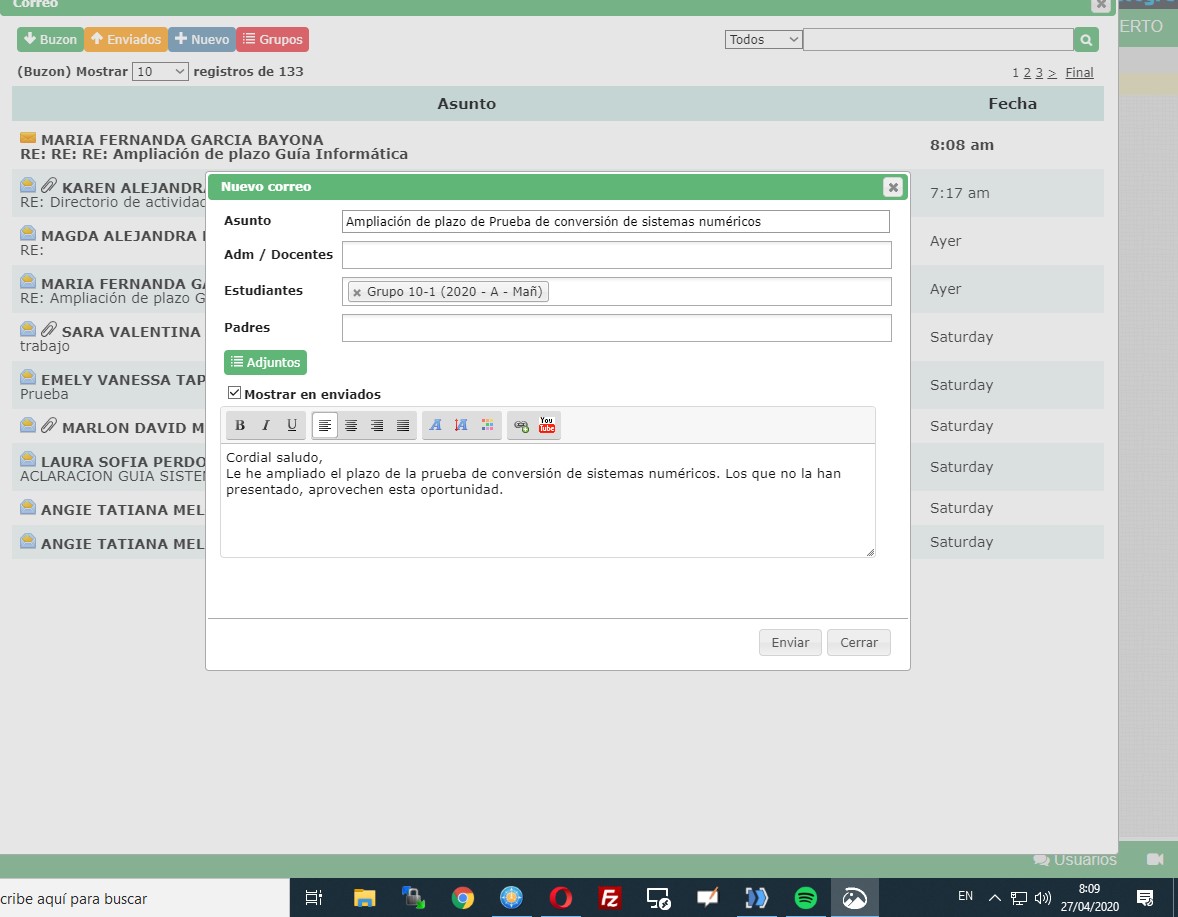 Correo
ERTO
Buzon Enviados Nuevo Grupos Todos
(Buzon) Mostrar 10 registros de 133 1 2 3 > Final
Asunto Fecha
MARIA FERNANDA GARCIA BAYONA 8:08 am
RE: RE: RE: Ampliación de plazo Guía Informática
KAREN ALEJANDRA 7:17 am
RE: Directorio de actividad
MAGDA ALEJANDRA Ayer
RE:
MARIA FERNANDA GA Ayer
RE: Ampliación de plazo G
SARA VALENTINA Saturday
trabajo
EMELY VANESSA TAP Saturday
Prueba
MARLON DAVID M Saturday
LAURA SOFIA PERDO Saturday
ACLARACION GUIA SISTE
ANGIE TATIANA MEL Saturday
ANGIE TATIANA MEL Saturday
Nuevo correo
Asunto Ampliación de plazo de Prueba de conversión de sistemas numéricos
Adm / Docentes
Estudiantes Grupo 10-1 (2020 - A - Mañ)
Padres
Adjuntos
Mostrar en enviados
B I U A A You Tube
Cordial saludo,
Le he ampliado el plazo de la prueba de conversión de sistemas numéricos. Los que no la han
presentado, aprovechen esta oportunidad.
Enviar Cerrar
Usuarios
cribe aquí para buscar Fz EN 8:09
27/04/2020